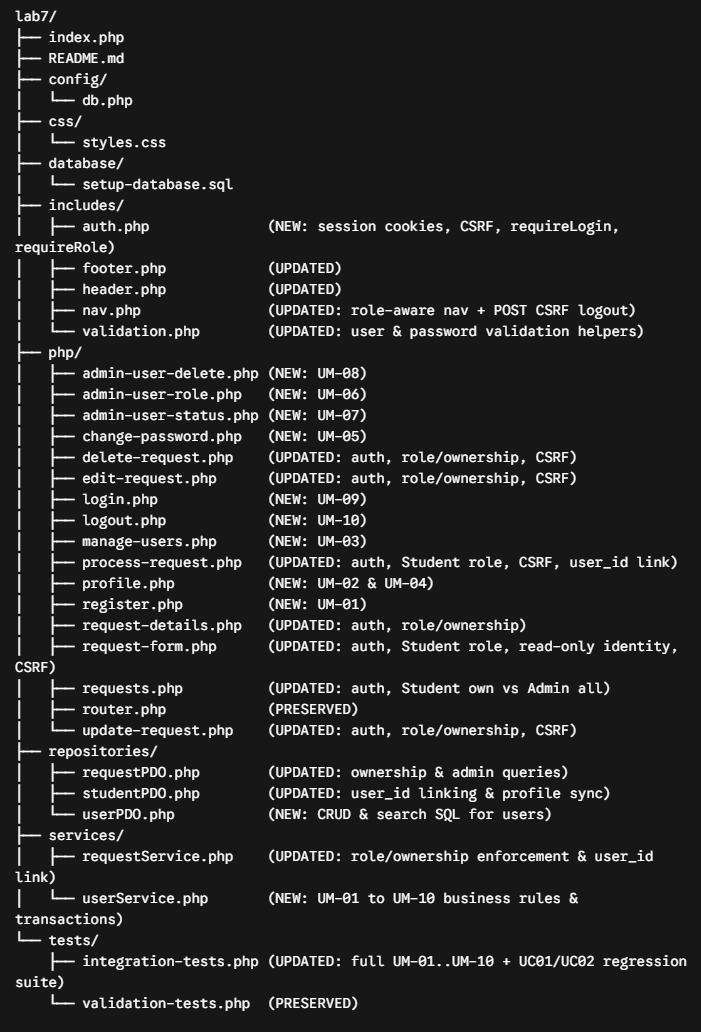 lab7/
├── index.php
├── README.md
├── config/
│   └── db.php
├── css/
│   └── styles.css
├── database/
│   └── setup-database.sql
├── includes/
│   ├── auth.php              (NEW: session cookies, CSRF, requireLogin,
requireRole)
│   ├── footer.php            (UPDATED)
│   ├── header.php            (UPDATED)
│   ├── nav.php               (UPDATED: role-aware nav + POST CSRF logout)
│   └── validation.php        (UPDATED: user & password validation helpers)
├── php/
│   ├── admin-user-delete.php (NEW: UM-08)
│   ├── admin-user-role.php   (NEW: UM-06)
│   ├── admin-user-status.php (NEW: UM-07)
│   ├── change-password.php   (NEW: UM-05)
│   ├── delete-request.php    (UPDATED: auth, role/ownership, CSRF)
│   ├── edit-request.php      (UPDATED: auth, role/ownership, CSRF)
│   ├── login.php             (NEW: UM-09)
│   ├── logout.php            (NEW: UM-10)
│   ├── manage-users.php      (NEW: UM-03)
│   ├── process-request.php   (UPDATED: auth, Student role, CSRF, user_id link)
│   ├── profile.php           (NEW: UM-02 & UM-04)
│   ├── register.php          (NEW: UM-01)
│   ├── request-details.php   (UPDATED: auth, role/ownership)
│   ├── request-form.php      (UPDATED: auth, Student role, read-only identity,
CSRF)
│   ├── requests.php          (UPDATED: auth, Student own vs Admin all)
│   ├── router.php            (PRESERVED)
│   └── update-request.php    (UPDATED: auth, role/ownership, CSRF)
├── repositories/
│   ├── requestPDO.php        (UPDATED: ownership & admin queries)
│   ├── studentPDO.php        (UPDATED: user_id linking & profile sync)
│   └── userPDO.php           (NEW: CRUD & search SQL for users)
├── services/
│   ├── requestService.php    (UPDATED: role/ownership enforcement & user_id
link)
│   └── userService.php       (NEW: UM-01 to UM-10 business rules &
transactions)
└── tests/
    ├── integration-tests.php (UPDATED: full UM-01..UM-10 + UC01/UC02 regression
suite)
    └── validation-tests.php  (PRESERVED)